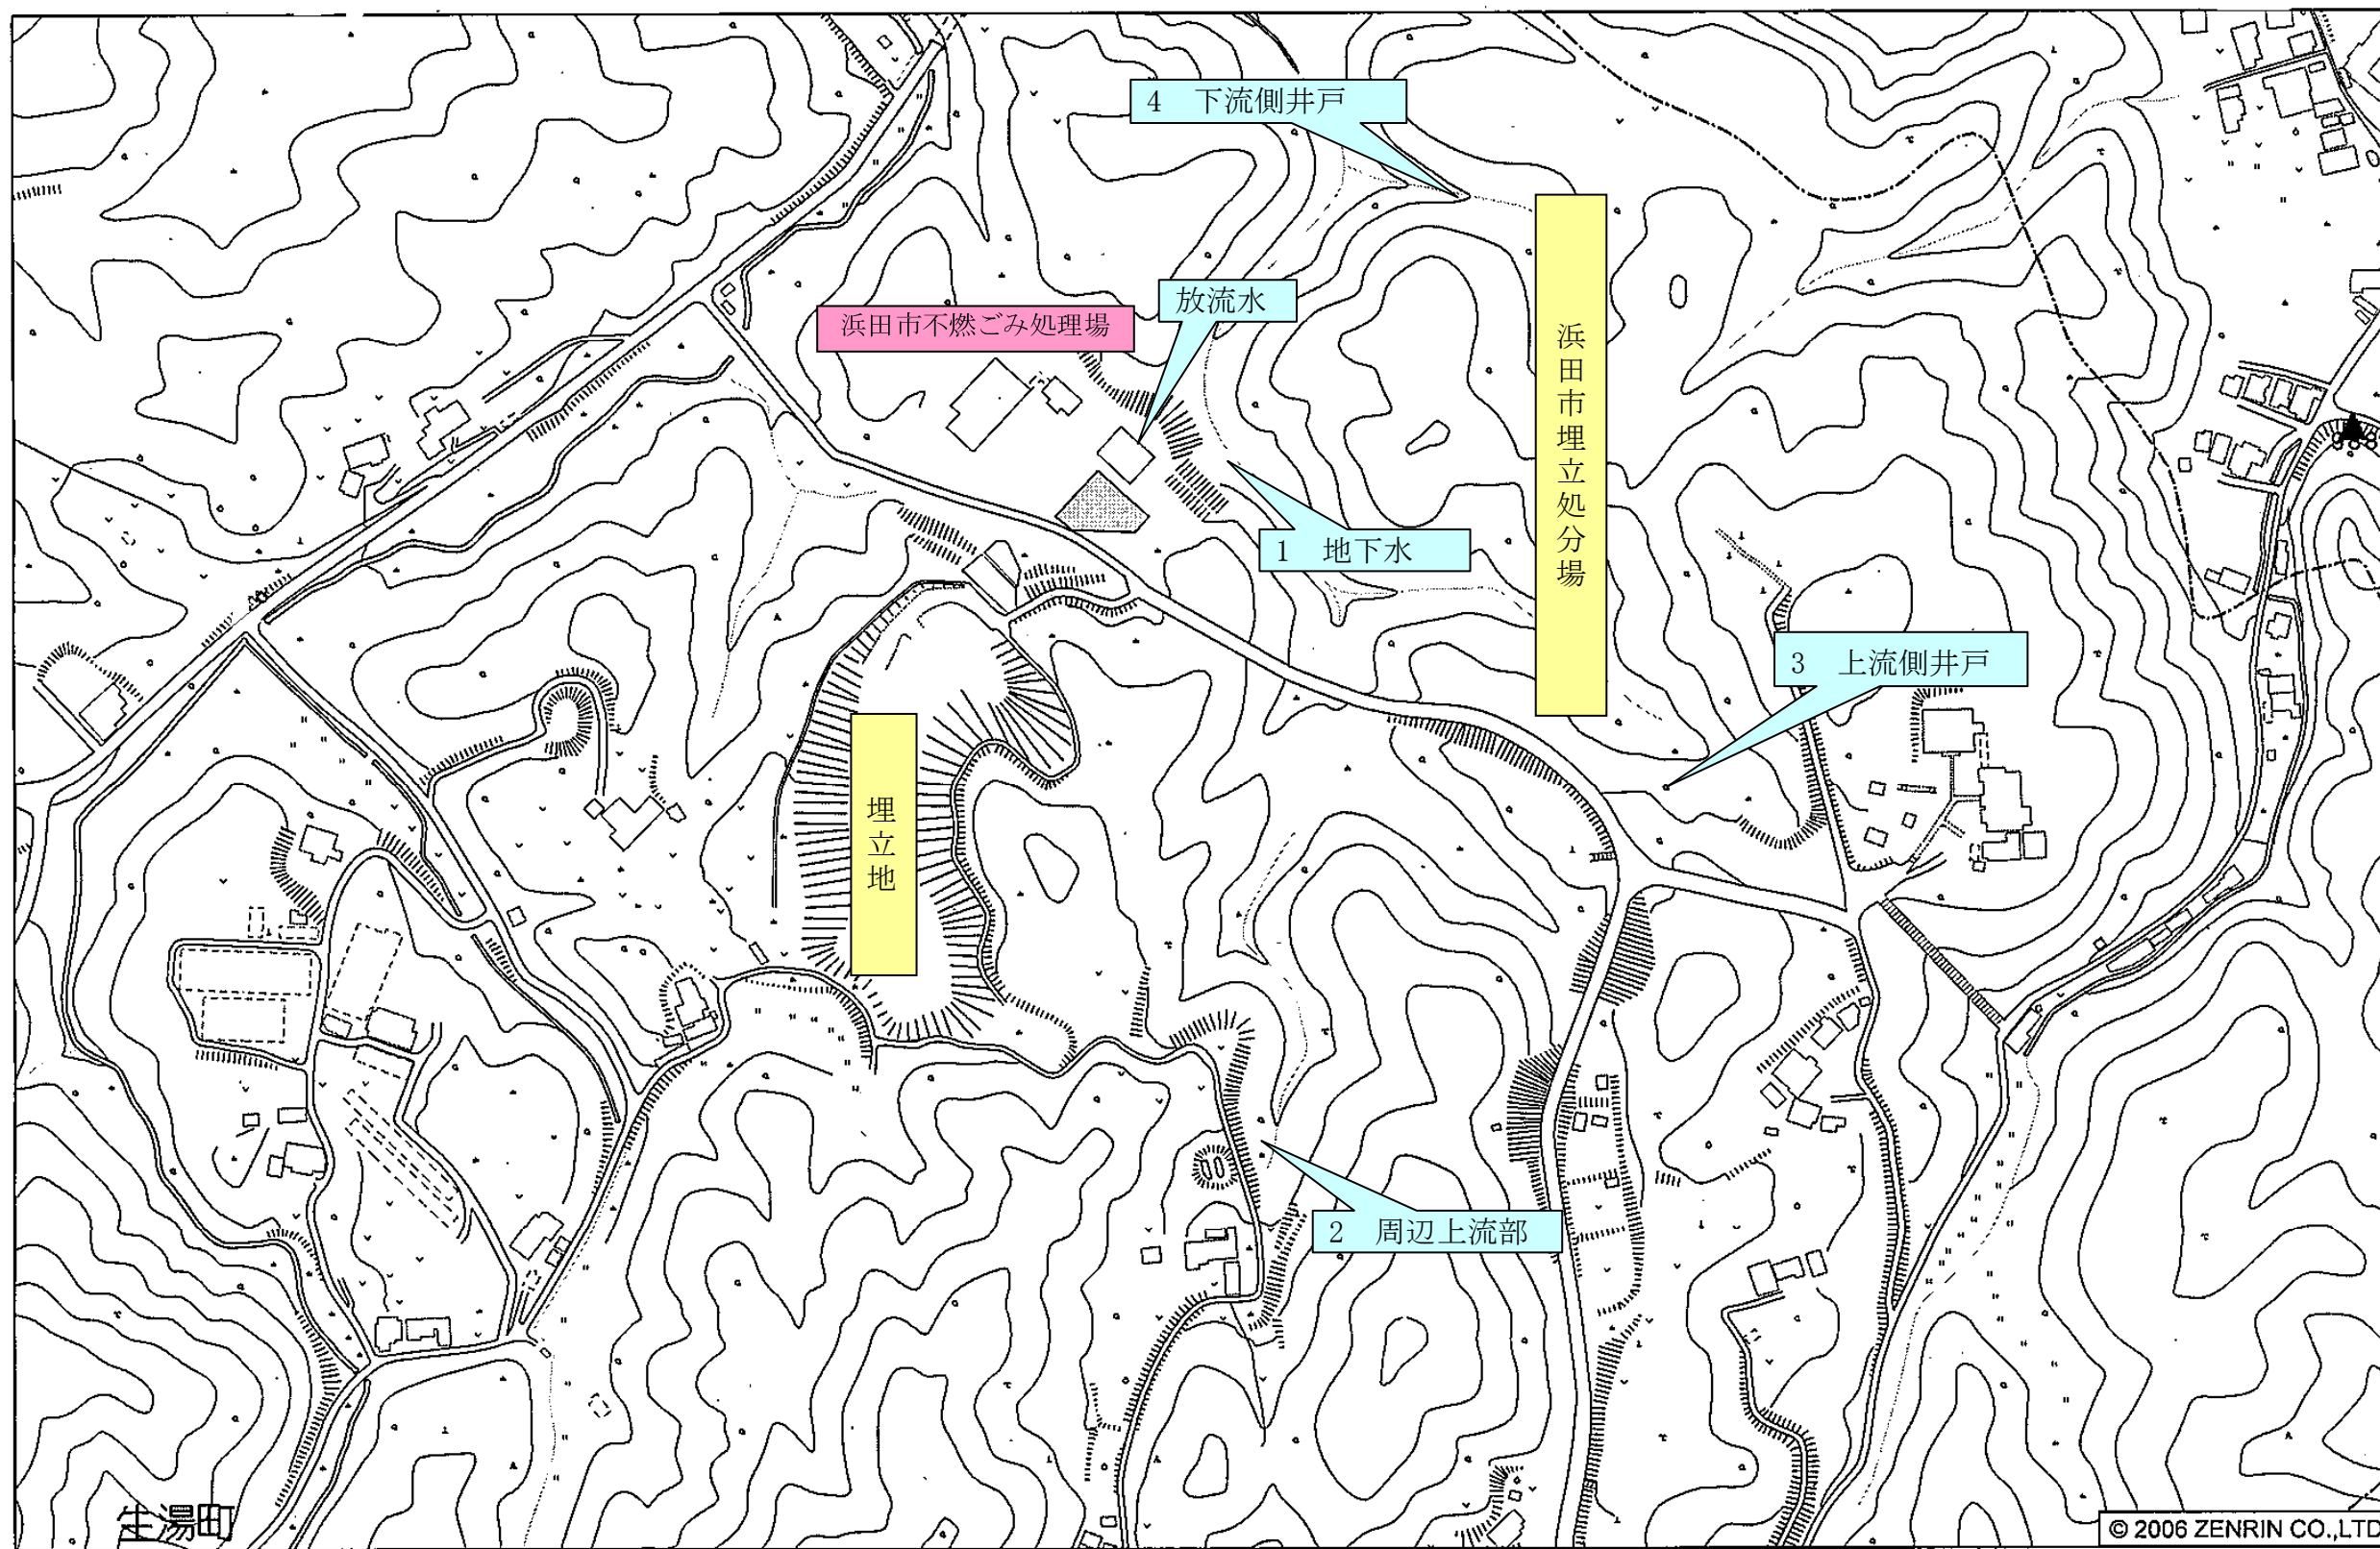 4 下流側井戸
放流水
浜田市不燃ごみ処理場
浜田市埋立処分場
1 地下水
3 上流側井戸
埋立地
2 周辺上流部
生湯町
© 2006 ZENRIN CO.,LTD